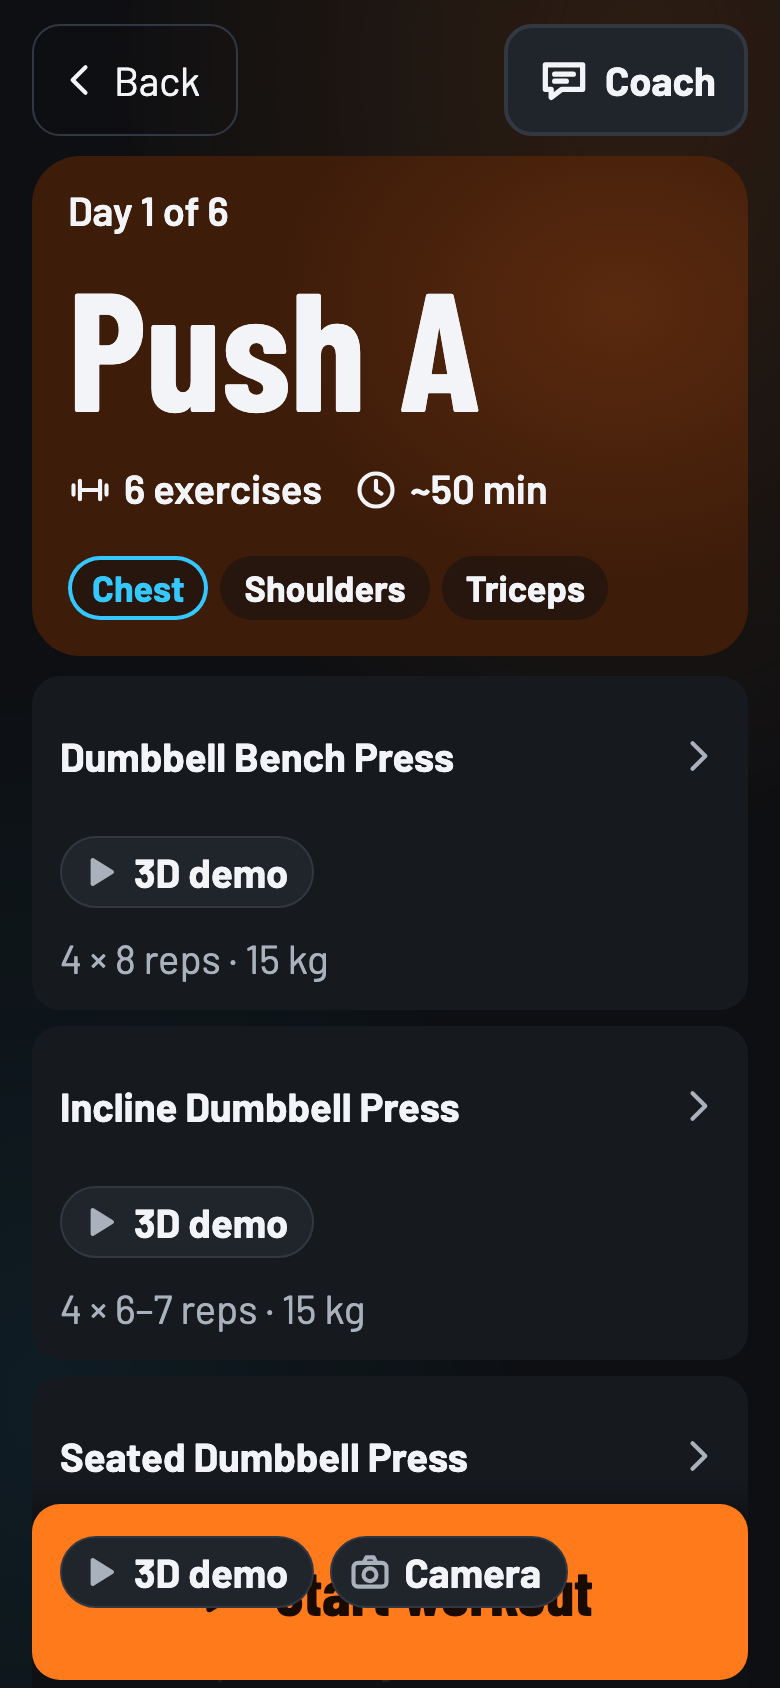 Back
Coach
Day 1 of 6
Push A
6 exercises ~50 min
Chest Shoulders Triceps
Dumbbell Bench Press
3D demo
4 × 8 reps · 15 kg
Incline Dumbbell Press
3D demo
4 × 6–7 reps · 15 kg
Seated Dumbbell Press
3D demo Camera
Start workout